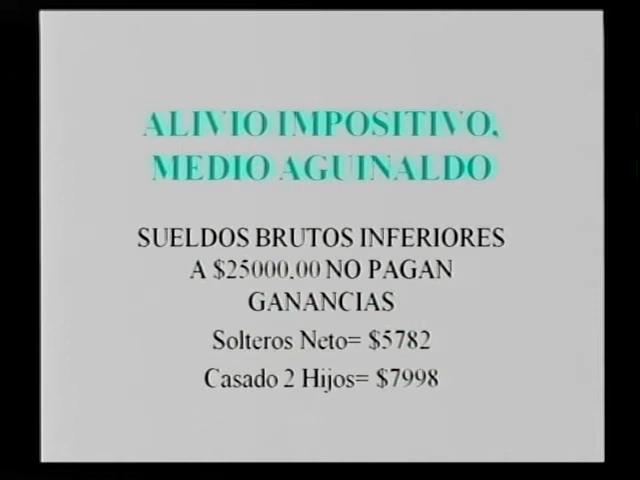 ALIVIO IMPOSITIVO,
MEDIO AGUINALDO
SUELDOS BRUTOS INFERIORES
A $25000.00 NO PAGAN
GANANCIAS
Solteros Neto= $5782
Casado 2 Hijos= $7998